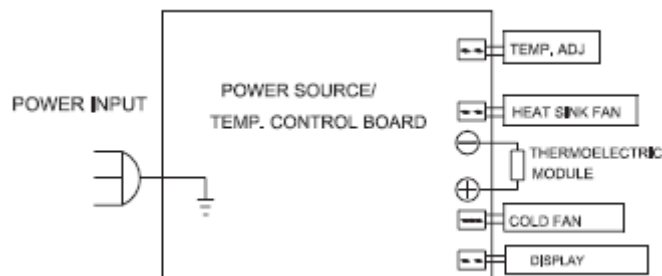 TEMP. ADJ
POWER SOURCE/
TEMP. CONTROL BOARD
POWER INPUT
HEAT SINK FAN
THERMOELECTRIC
MODULE
COLD FAN
DISPLAY